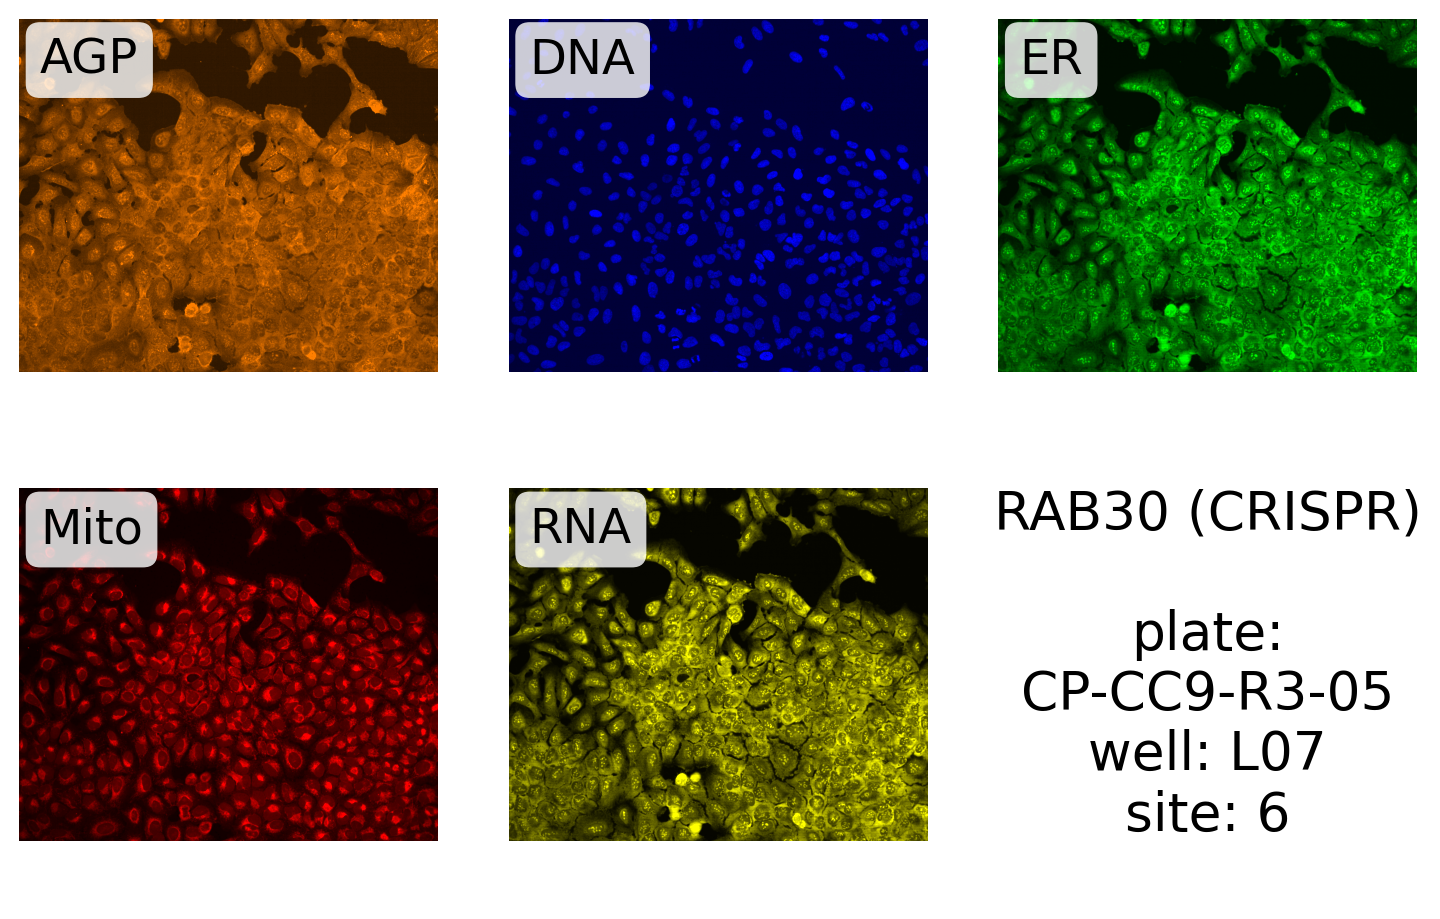 AGP
DNA
ER
Mito
RNA
RAB30 (CRISPR)
plate:
CP-CC9-R3-05
well: L07
site: 6